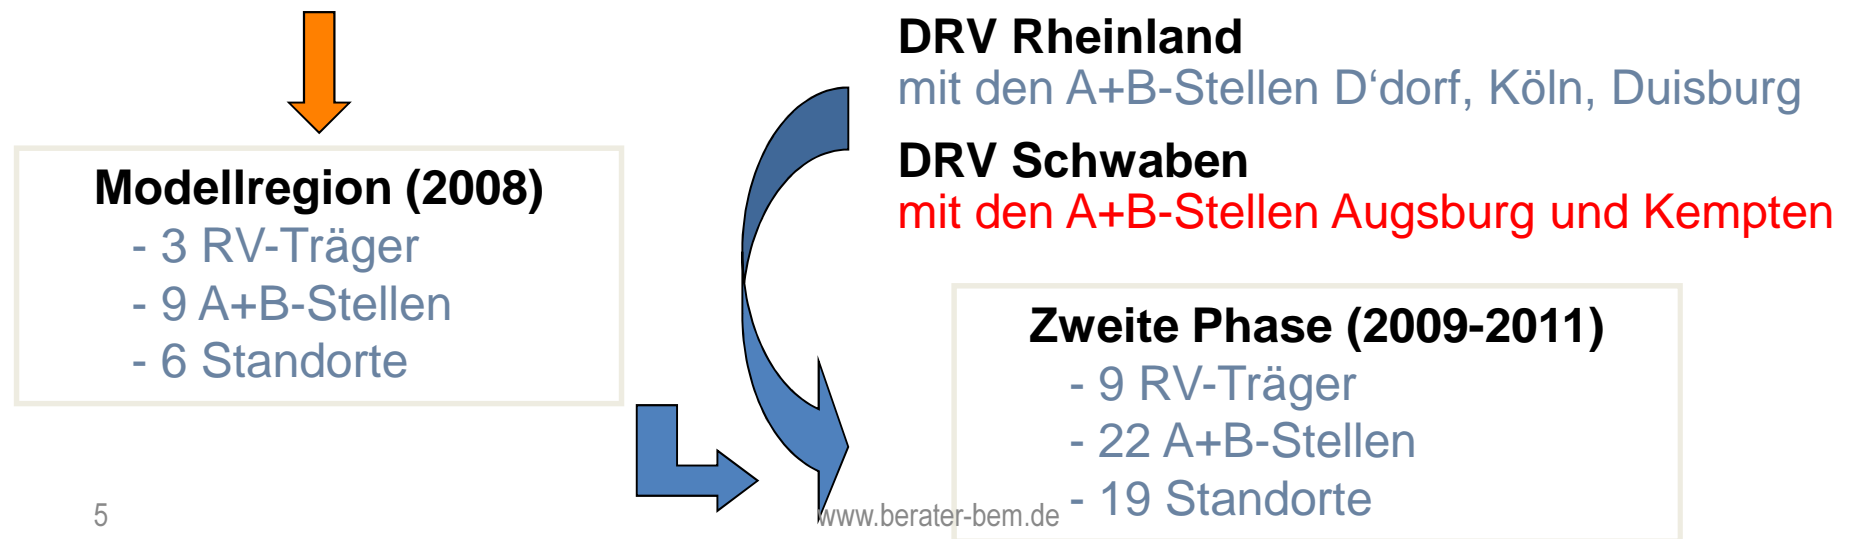 DRV Rheinland
mit den A+B-Stellen D‘dorf, Köln, Duisburg
DRV Schwaben
mit den A+B-Stellen Augsburg und Kempten
Modellregion (2008)
- 3 RV-Träger
- 9 A+B-Stellen
- 6 Standorte
Zweite Phase (2009-2011)
- 9 RV-Träger
- 22 A+B-Stellen
- 19 Standorte
5
www.berater-bem.de